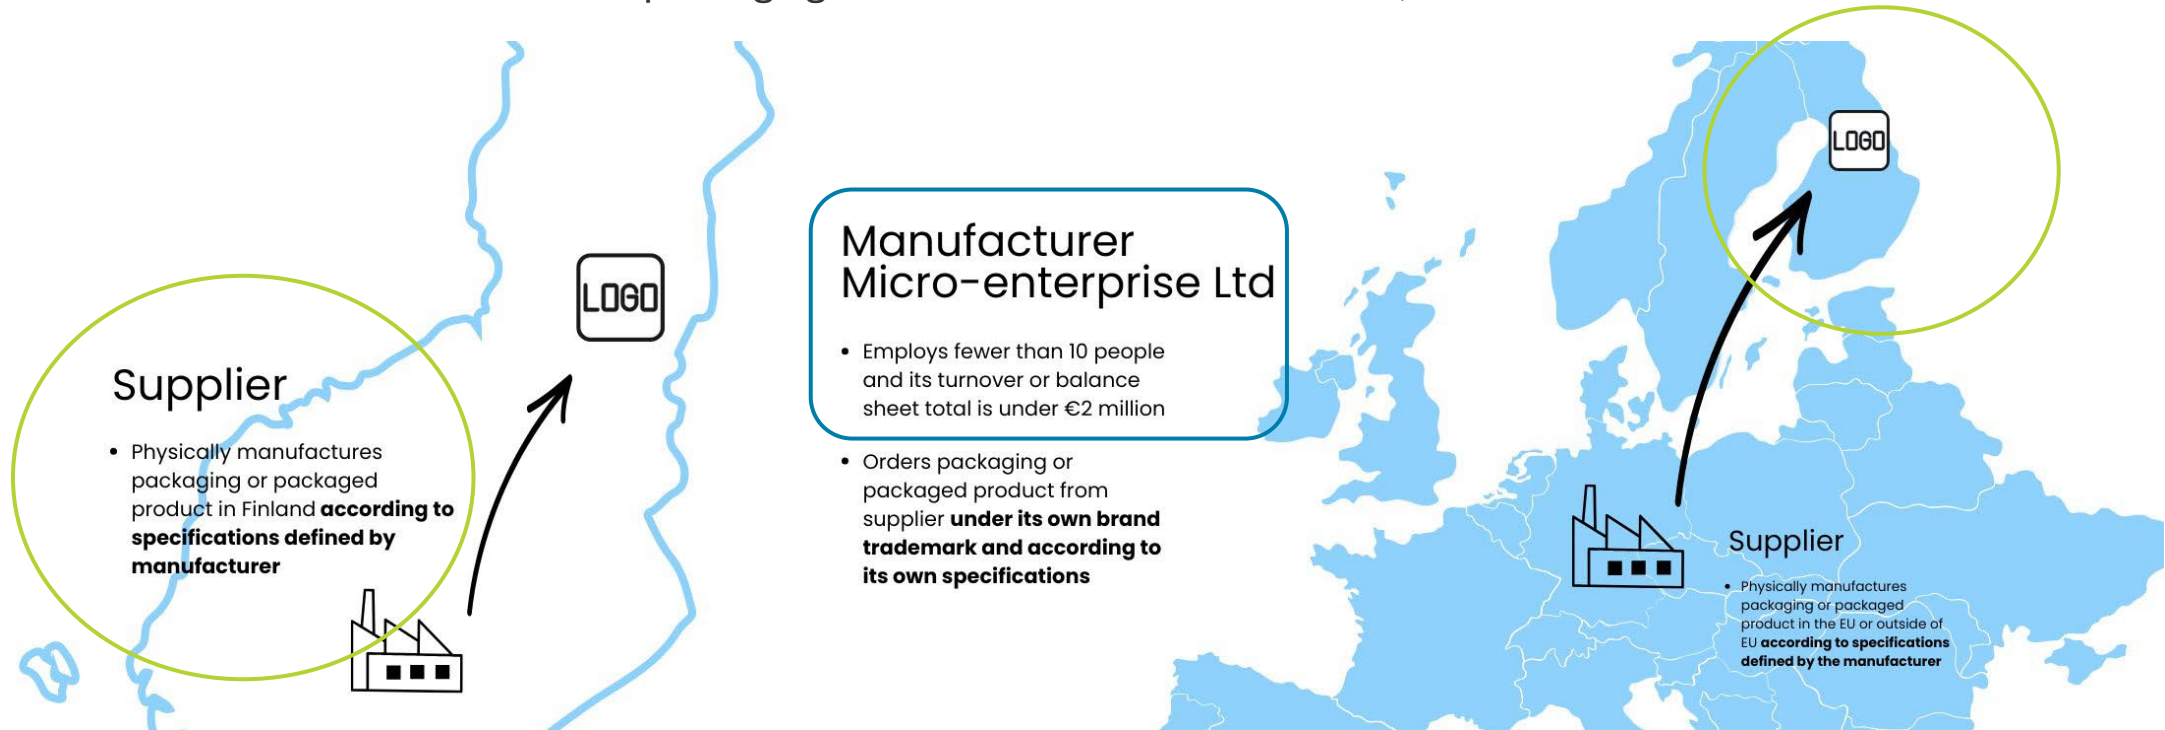 LOGO
Supplier
• Physically manufactures
packaging or packaged
product in Finland according to
specifications defined by
manufacturer
Manufacturer
Micro-enterprise Ltd
• Employs fewer than 10 people
and its turnover or balance
sheet total is under €2 million
• Orders packaging or
packaged product from
supplier under its own brand
trademark and according to
its own specifications
LOGO
Supplier
• Physically manufactures
packaging or packaged
product in the EU or outside of
EU according to specifications
defined by the manufacturer